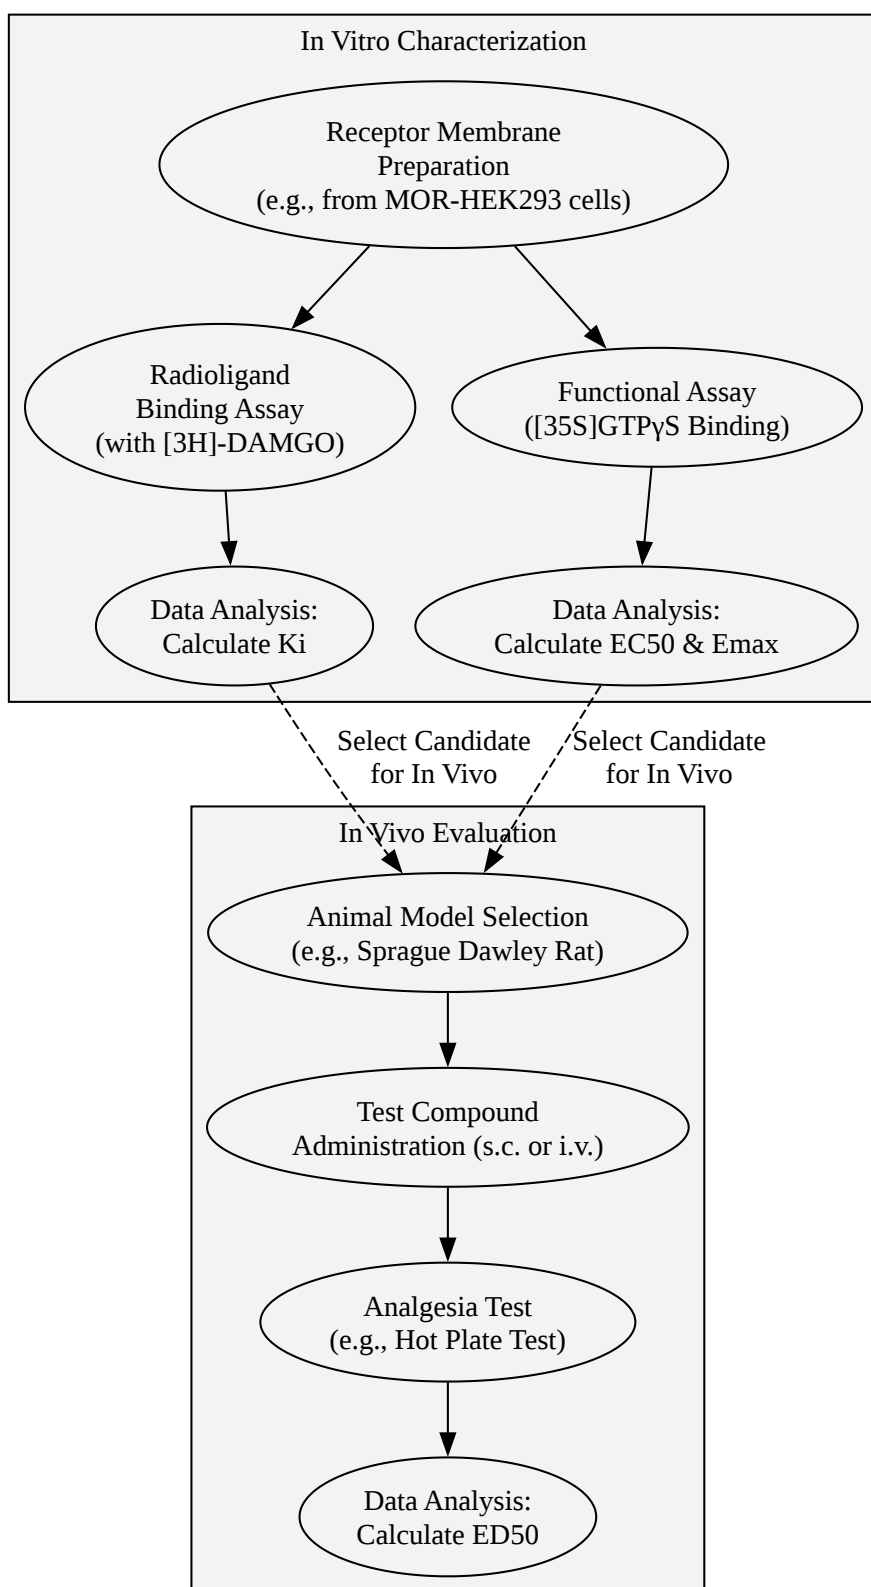 In Vitro Characterization
Receptor Membrane
Preparation
(e.g., from MOR-HEK293 cells)
Radioligand
Binding Assay
(with [3H]-DAMGO)
Functional Assay
([35S]GTPγS Binding)
Data Analysis:
Calculate Ki
Data Analysis:
Calculate EC50 & Emax
Select Candidate
for In Vivo
Select Candidate
for In Vivo
In Vivo Evaluation
Animal Model Selection
(e.g., Sprague Dawley Rat)
Test Compound
Administration (s.c. or i.v.)
Analgesia Test
(e.g., Hot Plate Test)
Data Analysis:
Calculate ED50